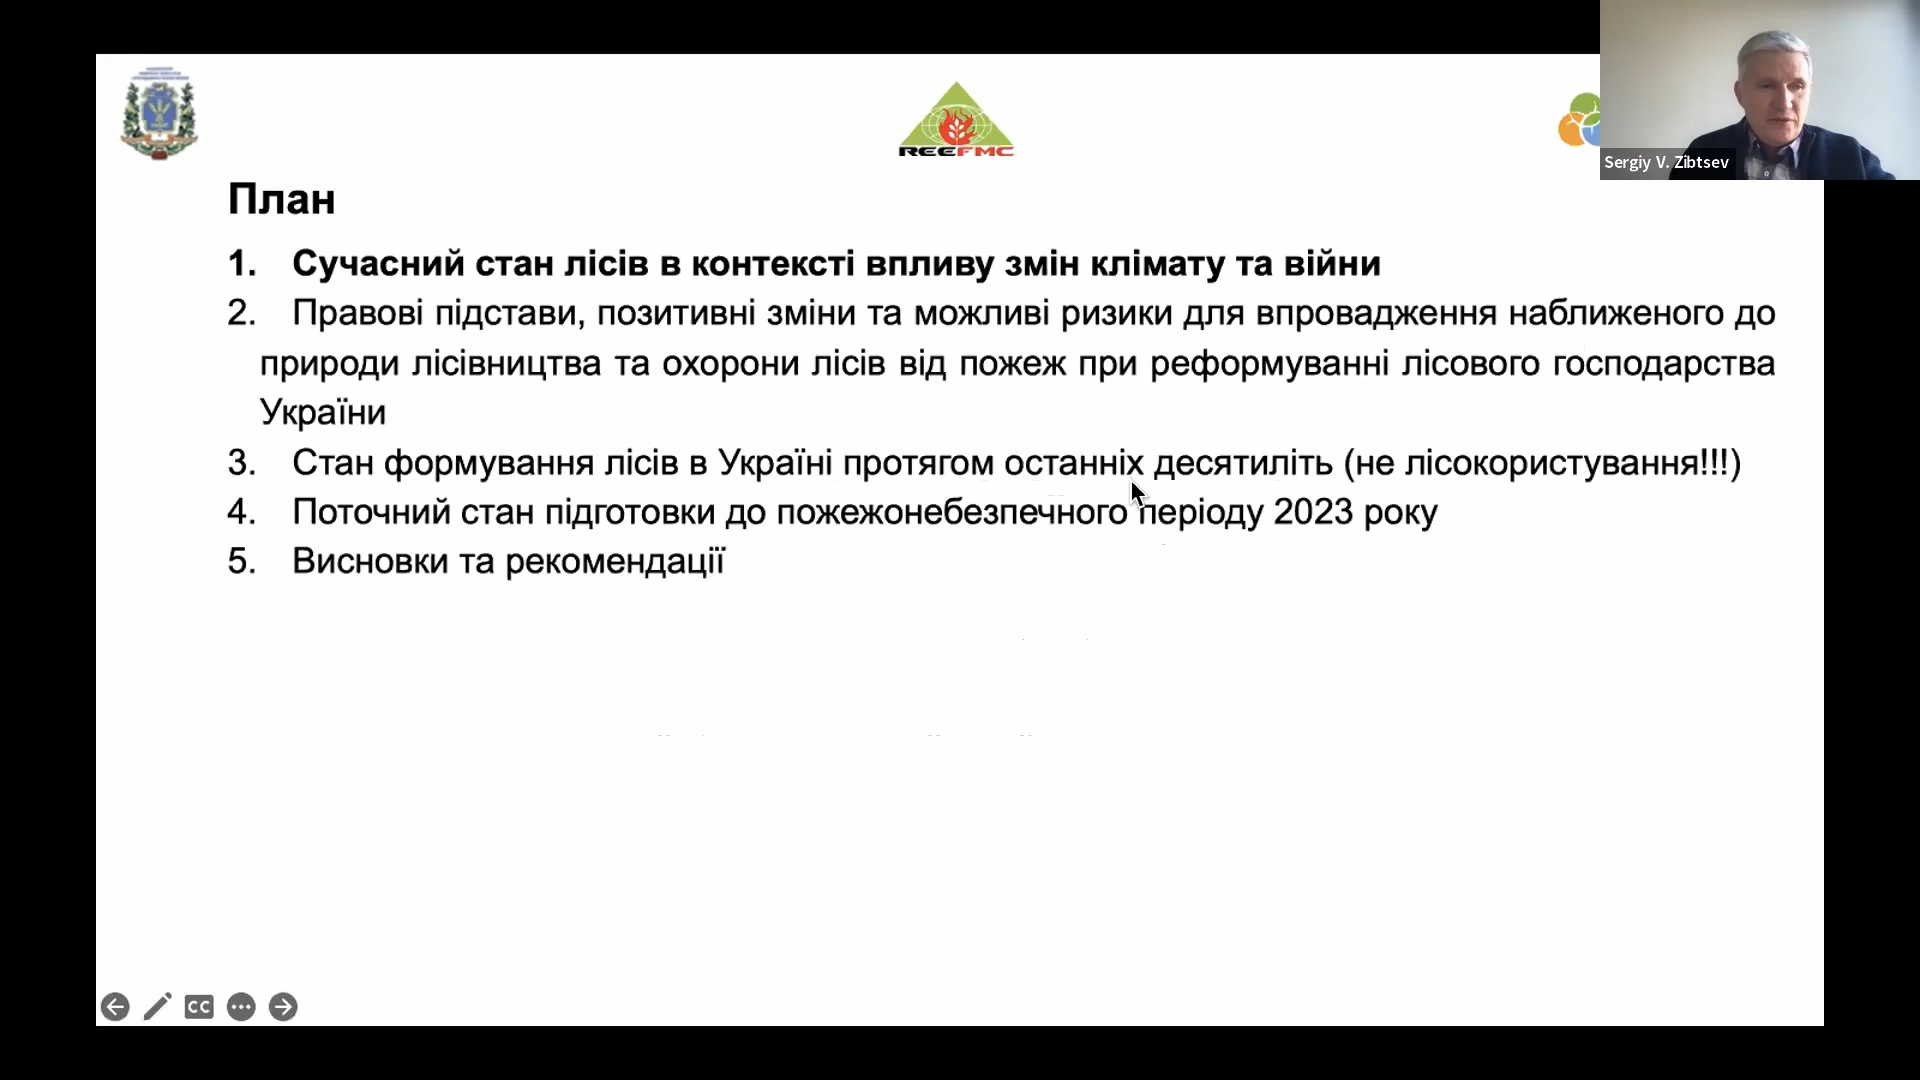 REEFMC
Sergiy V. Zibtsev
План
1. Сучасний стан лісів в контексті впливу змін клімату та війни
2. Правові підстави, позитивні зміни та можливі ризики для впровадження наближеного до
природи лісівництва та охорони лісів від пожеж при реформуванні лісового господарства
України
3. Стан формування лісів в Україні протягом останніх десятиліть (не лісокористування!!!)
4. Поточний стан підготовки до пожежонебезпечного періоду 2023 року
5. Висновки та рекомендації
CC